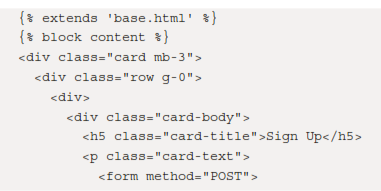 {% extends 'base.html' %}
{% block content %}
<div class="card mb-3">
<div class="row g-0">
<div>
<div class="card-body">
<h5 class="card-title">Sign Up</h5>
<p class="card-text">
<form method="POST">